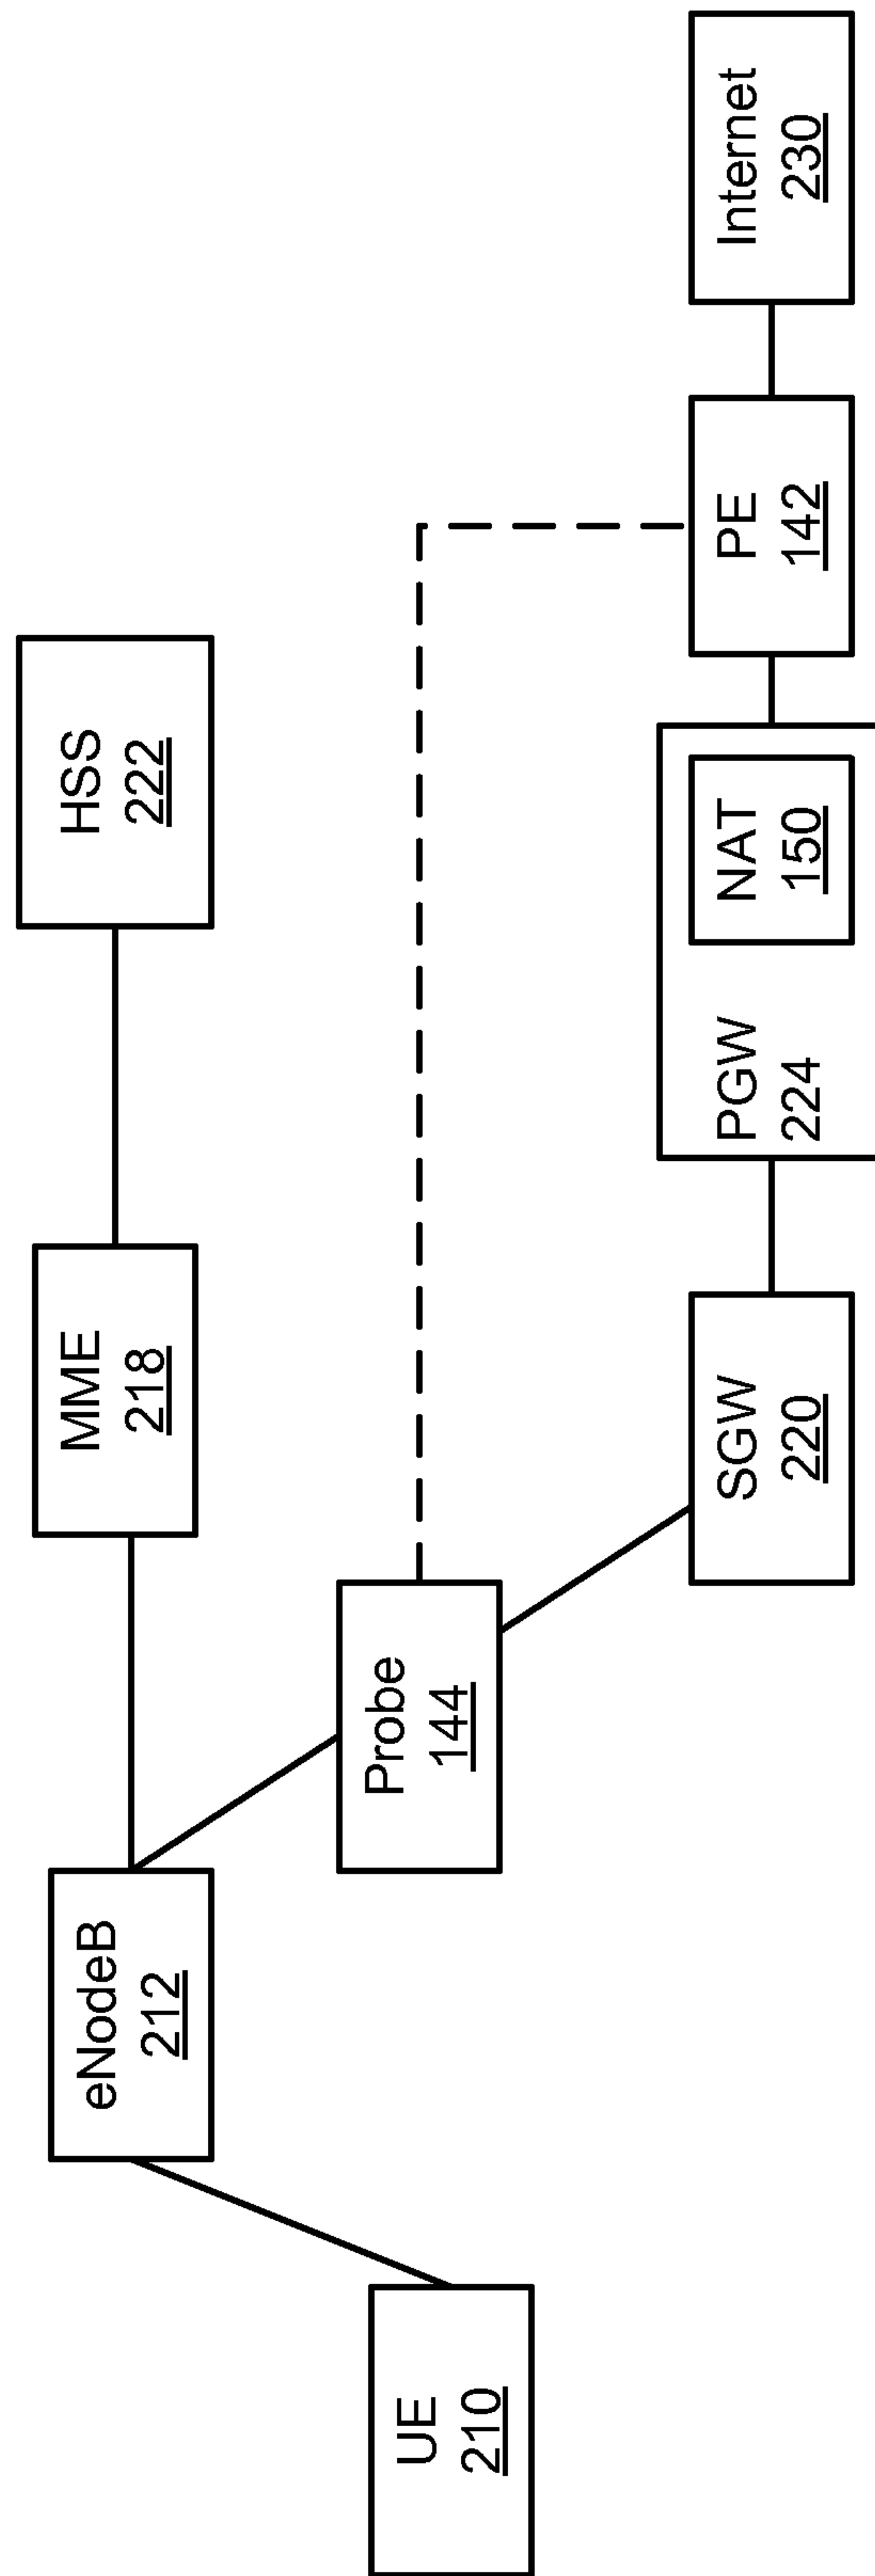 HSS
222
MME
218
eNodeB
212
UE
210
Probe
144
SGW
220
PGW
224
NAT
150
PE
142
Internet
230